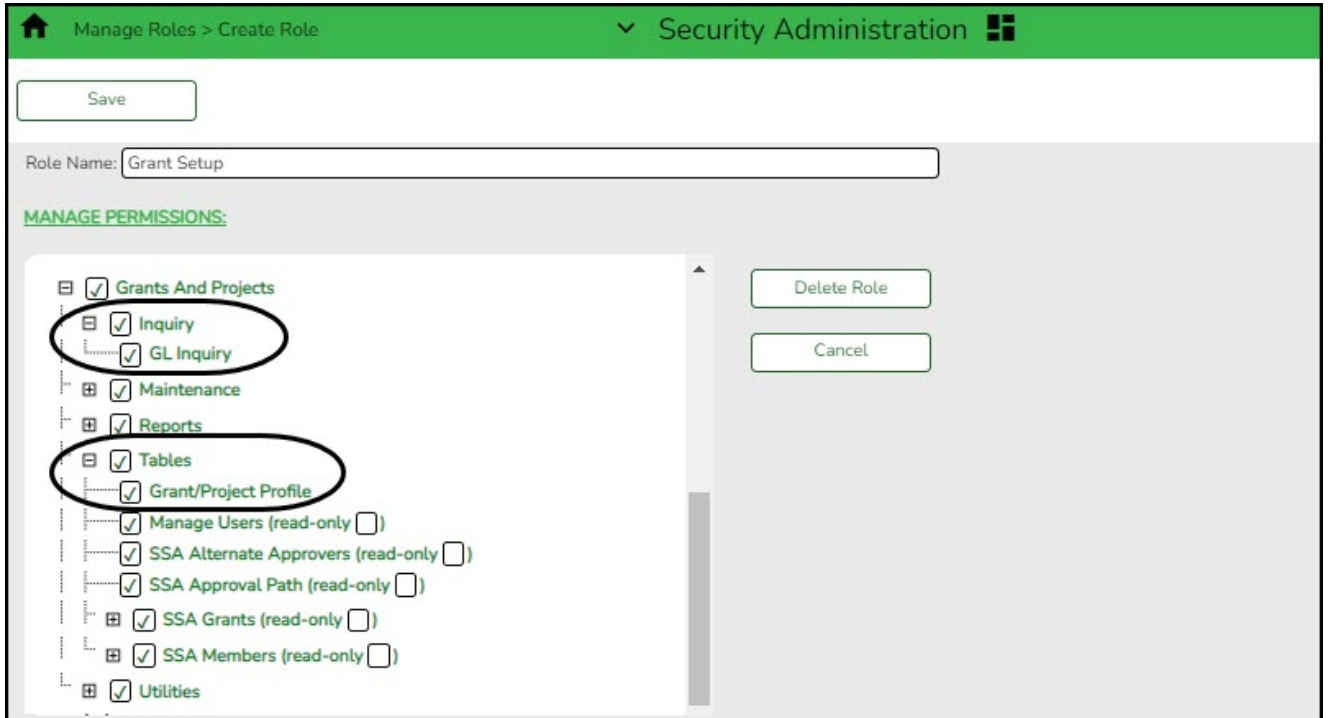 Manage Roles > Create Role
Security Administration
Save
Role Name: Grant Setup
MANAGE PERMISSIONS:
Grants And Projects
Inquiry
GL Inquiry
Maintenance
Reports
Tables
Grant/Project Profile
Manage Users (read-only )
SSA Alternate Approvers (read-only )
SSA Approval Path (read-only )
SSA Grants (read-only )
SSA Members (read-only )
Utilities
Delete Role
Cancel